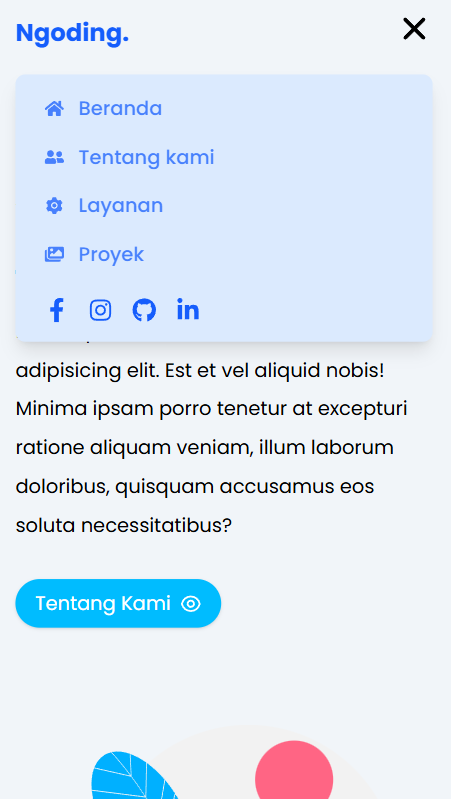 Ngoding.
Beranda
Tentang kami
Layanan
Proyek
adipisicing elit. Est et vel aliquid nobis!
Minima ipsam porro tenetur at excepturi
ratione aliquam veniam, illum laborum
doloribus, quisquam accusamus eos
soluta necessitatibus?
Tentang Kami